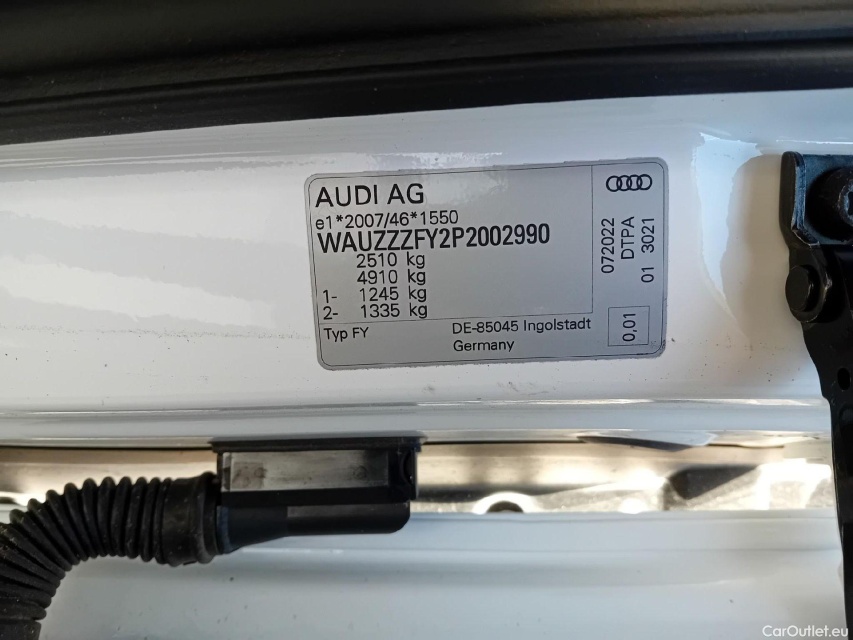 AUDI AG
e1*2007/46*1550
WAUZZZFY2P2002990
2510 kg
4910 kg
1- 1245 kg
2- 1335 kg
Typ FY
DE-85045 Ingolstadt
Germany
072022
DTPA
01 3021
0,01
CarOutlet.eu